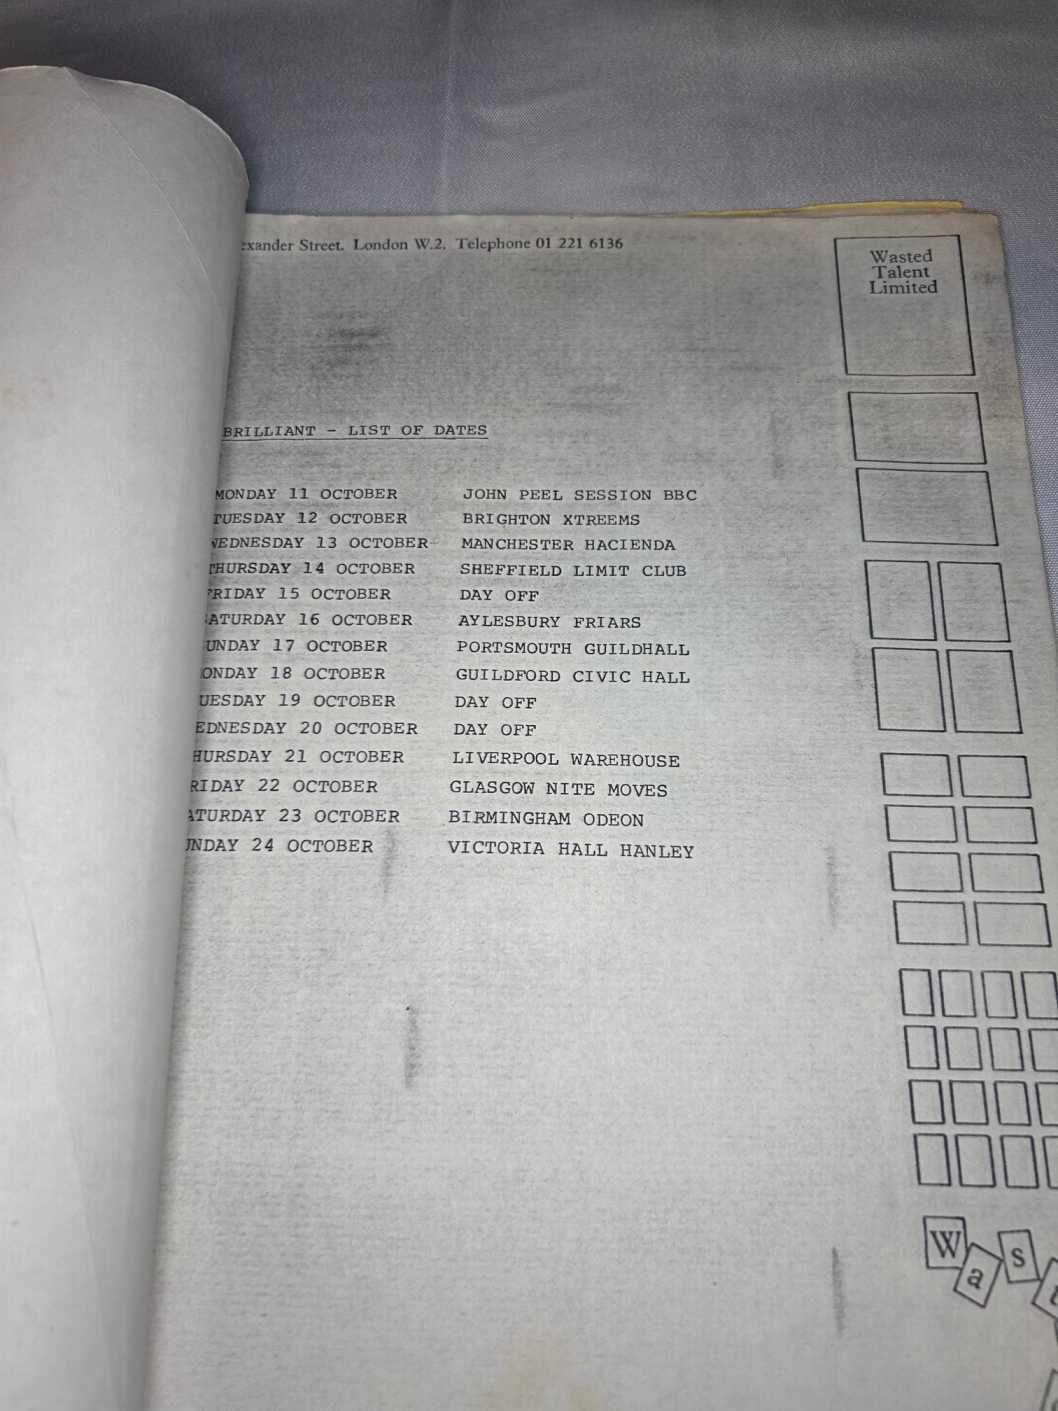 exander Street. London W.2. Telephone 01 221 6136
Wasted
Talent
Limited
BRILLIANT - LIST OF DATES
MONDAY 11 OCTOBER JOHN PEEL SESSION BBC
TUESDAY 12 OCTOBER BRIGHTON XTREEMS
WEDNESDAY 13 OCTOBER MANCHESTER HACIENDA
THURSDAY 14 OCTOBER SHEFFIELD LIMIT CLUB
FRIDAY 15 OCTOBER DAY OFF
SATURDAY 16 OCTOBER AYLESBURY FRIARS
UNDAY 17 OCTOBER PORTSMOUTH GUILDHALL
ONDAY 18 OCTOBER GUILDFORD CIVIC HALL
UESDAY 19 OCTOBER DAY OFF
EDNESDAY 20 OCTOBER DAY OFF
HURSDAY 21 OCTOBER LIVERPOOL WAREHOUSE
RIDAY 22 OCTOBER GLASGOW NITE MOVES
ATURDAY 23 OCTOBER BIRMINGHAM ODEON
UNDAY 24 OCTOBER VICTORIA HALL HANLEY
Was